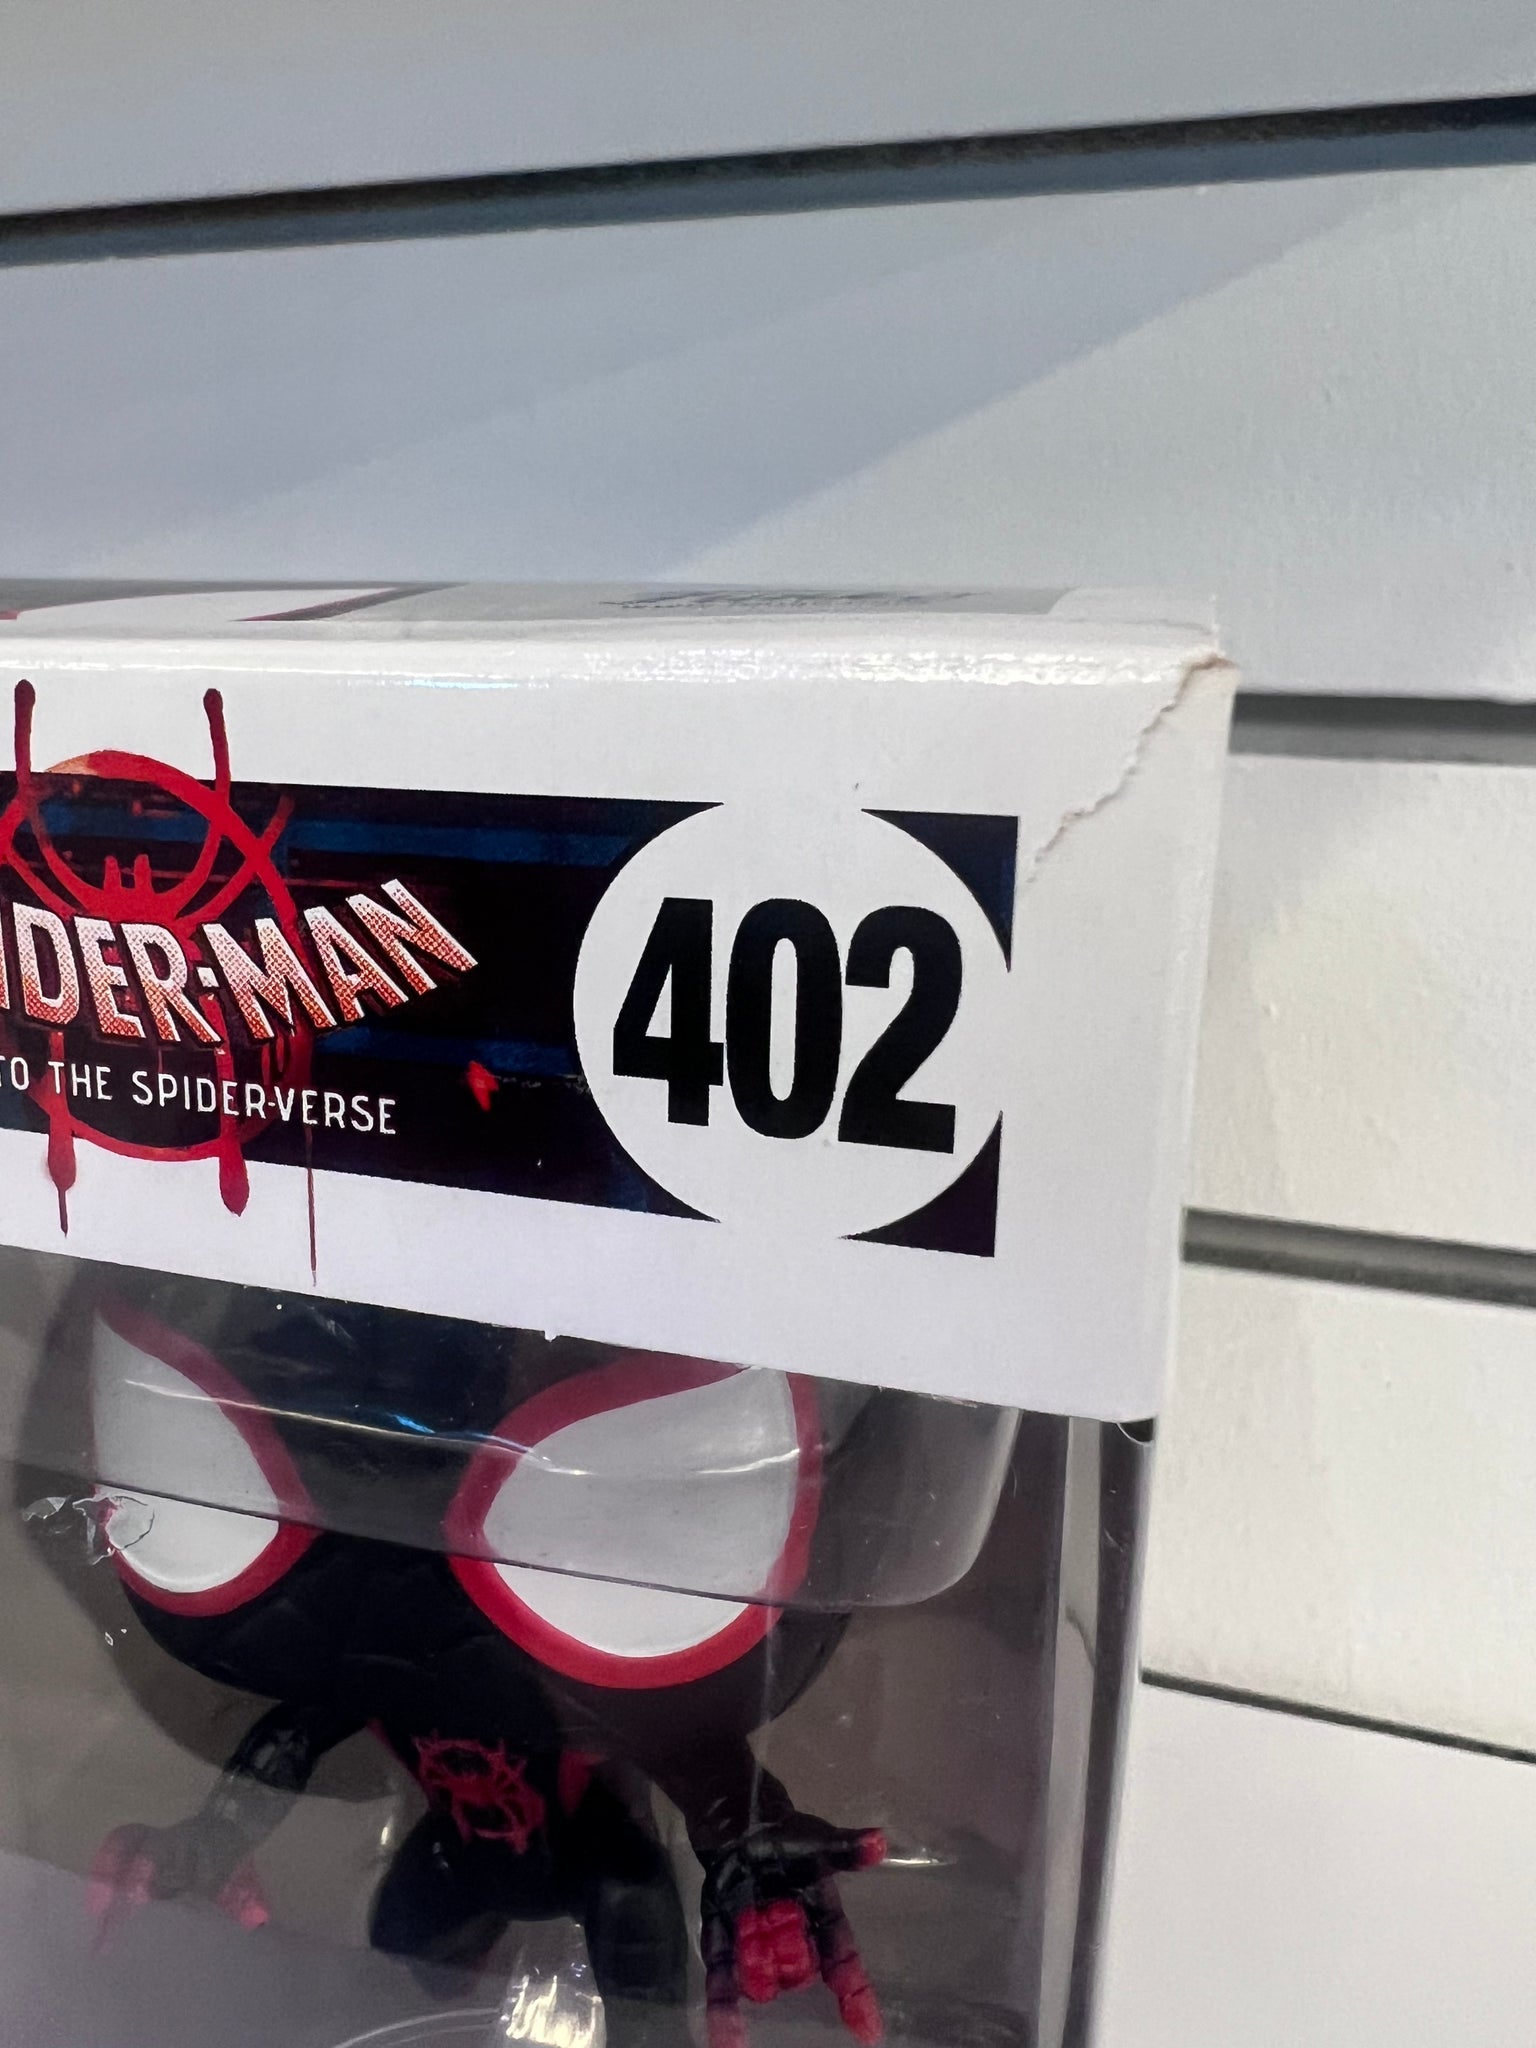 IDER-MAN
TO THE SPIDER-VERSE
402